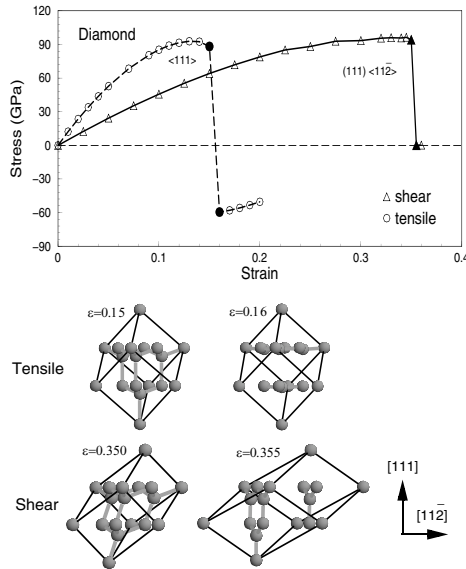 Diamond
<111>
(111) <112̄>
Stress (GPa)
120
90
60
30
0
−30
−60
−90
0
0.1
0.2
0.3
0.4
Strain
shear
tensile
ε=0.15
ε=0.16
Tensile
ε=0.350
ε=0.355
Shear
[111]
[112̄]